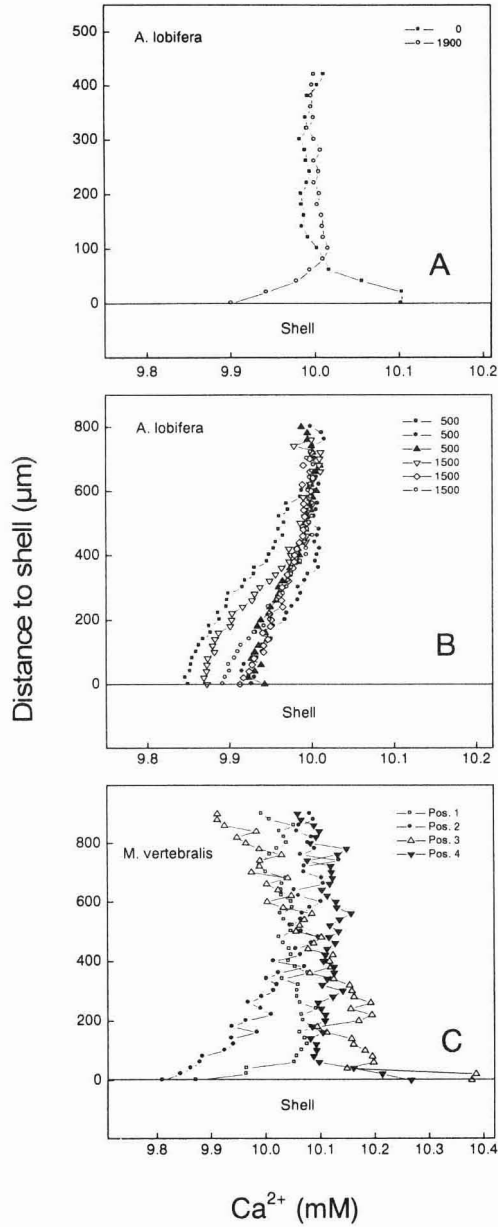 A. lobifera
0
1900
500
400
300
200
100
0
A
Shell
9.8 9.9 10.0 10.1 10.2
A. lobifera
500
500
500
1500
1500
1500
800
600
400
200
0
B
Shell
9.8 9.9 10.0 10.1 10.2
Distance to shell (µm)
M. vertebralis
Pos. 1
Pos. 2
Pos. 3
Pos. 4
800
600
400
200
0
C
Shell
9.8 9.9 10.0 10.1 10.2 10.3 10.4
Ca²⁺ (mM)